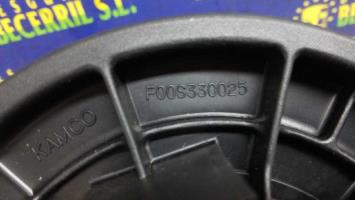 BECERRIL S.L.
F00S330025
KAMCO